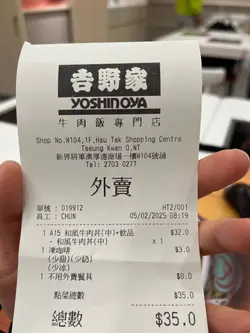 吉野家
YOSHINOYA
牛肉飯專門店
Shop No.W104,1F,Hau Tak Shopping Centre
Tseung Kwan O,NT
新界將軍澳厚德商場一樓W104號舖
Tel: 2703 0277
外賣
單號 : 019912 HT2/001
員工 : CHUN 05/02/2025 08:19
1 A15 和風牛肉丼(中)+飲品 $32.0
- 和風牛肉丼(中) x 1
1 凍咖啡 $3.0
(少甜)(少奶)
(少冰)
1 不用外賣餐具 $0.0
點菜總數 $35.0
總數 $35.0